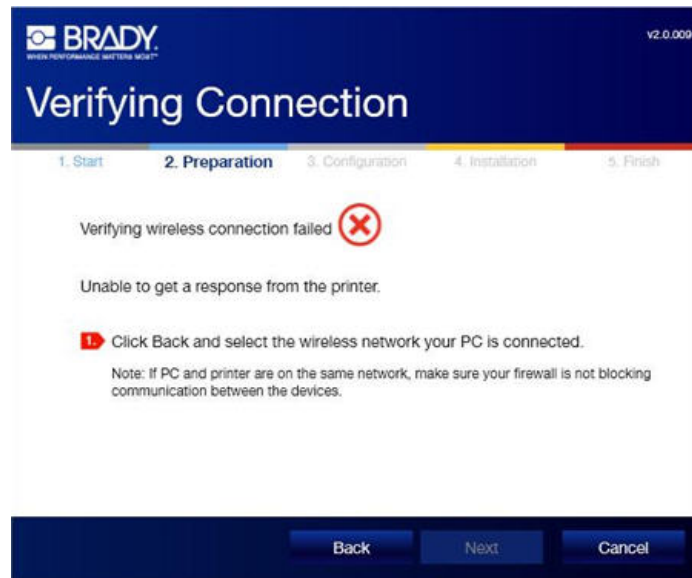 BRADY.
WHEN PERFORMANCE MATTERS MOST™
v2.0.009
Verifying Connection
1. Start
2. Preparation
3. Configuration
4. Installation
5. Finish
Verifying wireless connection failed
Unable to get a response from the printer.
1. Click Back and select the wireless network your PC is connected.
Note: If PC and printer are on the same network, make sure your firewall is not blocking
communication between the devices.
Back
Next
Cancel